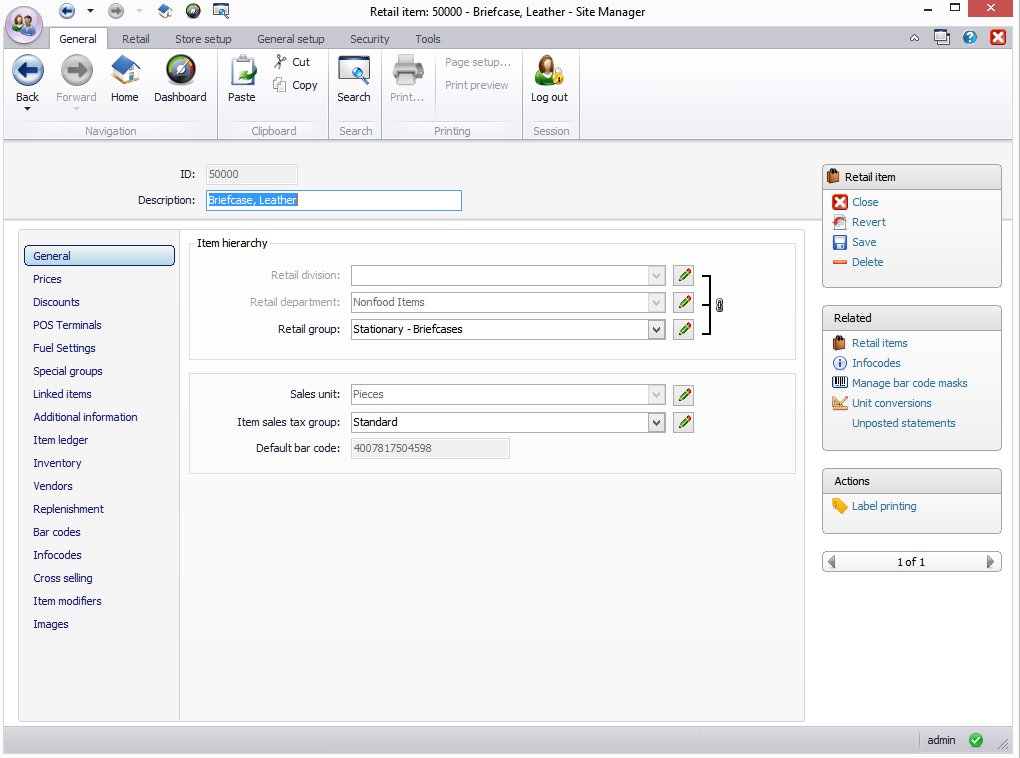 Retail item: 50000 - Briefcase, Leather - Site Manager
General Retail Store setup General setup Security Tools
Back Forward Home Dashboard
Navigation
Paste Cut
Copy
Clipboard
Search
Search
Print... Page setup...
Print preview
Printing
Log out
Session
ID: 50000
Description: Briefcase, Leather
General
Prices
Discounts
POS Terminals
Fuel Settings
Special groups
Linked items
Additional information
Item ledger
Inventory
Vendors
Replenishment
Bar codes
Infocodes
Cross selling
Item modifiers
Images
Item hierarchy
Retail division:
Retail department: Nonfood Items
Retail group: Stationary - Briefcases
Sales unit: Pieces
Item sales tax group: Standard
Default bar code: 4007817504598
Retail item
Close
Revert
Save
Delete
Related
Retail items
Infocodes
Manage bar code masks
Unit conversions
Unposted statements
Actions
Label printing
1 of 1
admin